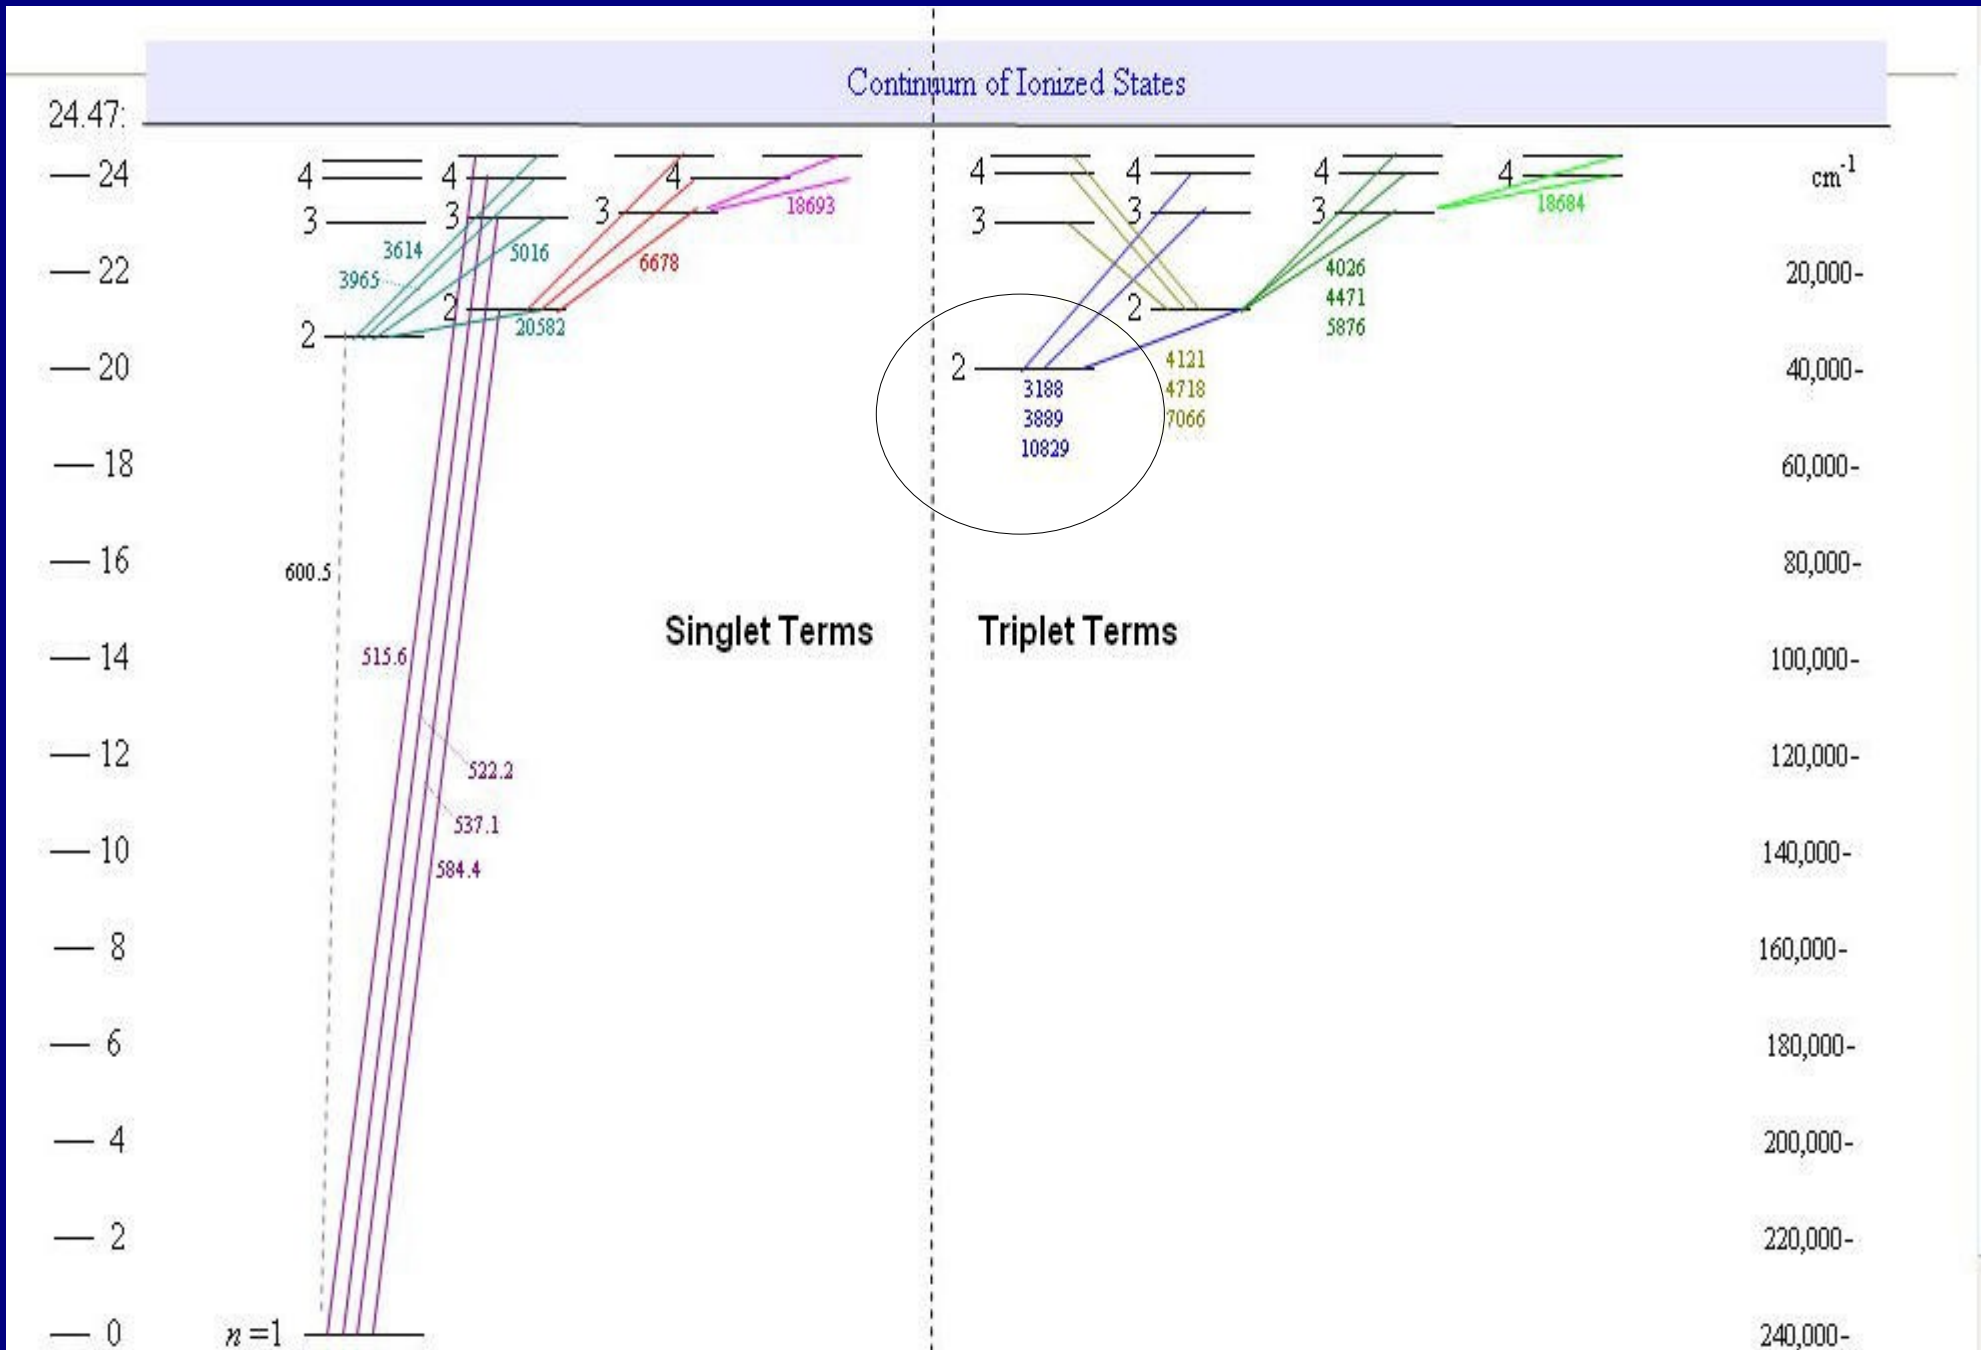 Continuum of Ionized States
24.47:
4 4 4 4 4 4 4
24
cm-1
3 3 3 18693 3 3 3 18684
3614 5016 6678
22 3965 4026 20,000-
2 2 4471
2 20582 5876
20 2 4121 40,000-
3188 4718
3889 7066
10829
18 60,000-
16 80,000-
600.5
Singlet Terms Triplet Terms
14 515.6 100,000-
12 120,000-
522.2
537.1
10 140,000-
584.4
8 160,000-
6 180,000-
4 200,000-
2 220,000-
0 n=1 240,000-